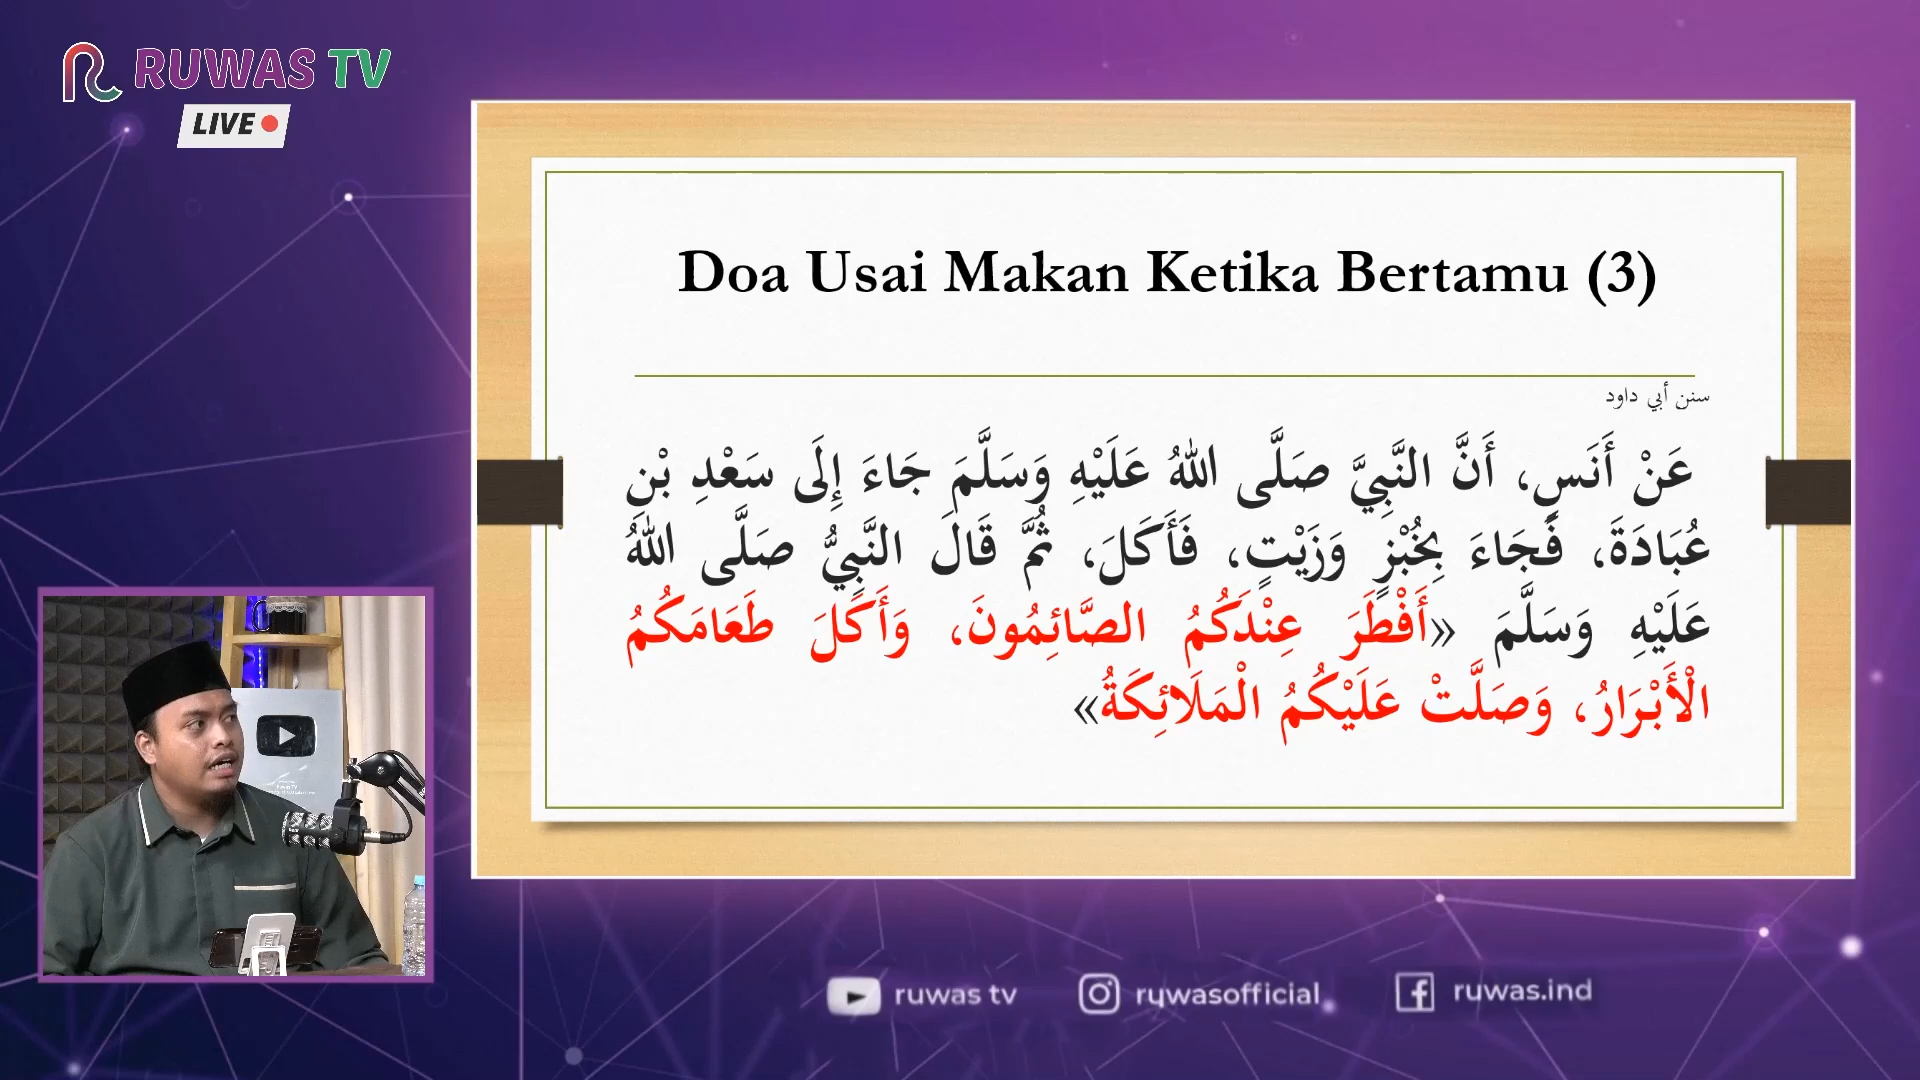 RUWAS TV
LIVE
Doa Usai Makan Ketika Bertamu (3)
سنن أبي داود
عَنْ أَنَسٍ، أَنَّ النَّبِيَّ صَلَّى اللهُ عَلَيْهِ وَسَلَّمَ جَاءَ إِلَى سَعْدِ بْنِ
عُبَادَةَ، فَجَاءَ بِخُبْزٍ وَزَيْتٍ، فَأَكَلَ، ثُمَّ قَالَ النَّبِيُّ صَلَّى اللهُ
عَلَيْهِ وَسَلَّمَ «أَفْطَرَ عِنْدَكُمُ الصَّائِمُونَ، وَأَكَلَ طَعَامَكُمُ
الْأَبْرَارُ، وَصَلَّتْ عَلَيْكُمُ الْمَلَائِكَةُ»
ruwas tv
ruwasofficial
ruwas.ind